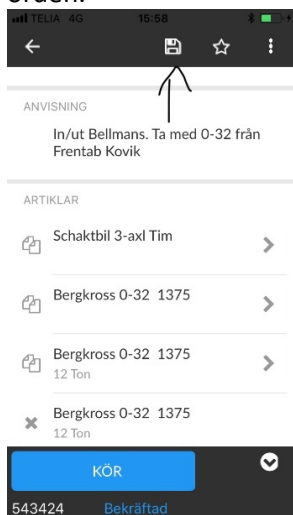 orden.
TELIA 4G 15:58
ANVISNING
In/ut Bellmans. Ta med 0-32 från
Frentab Kovik
ARTIKLAR
Schaktbil 3-axl Tim
Bergkross 0-32 1375
Bergkross 0-32 1375
12 Ton
Bergkross 0-32 1375
12 Ton
KÖR
543424 Bekräftad